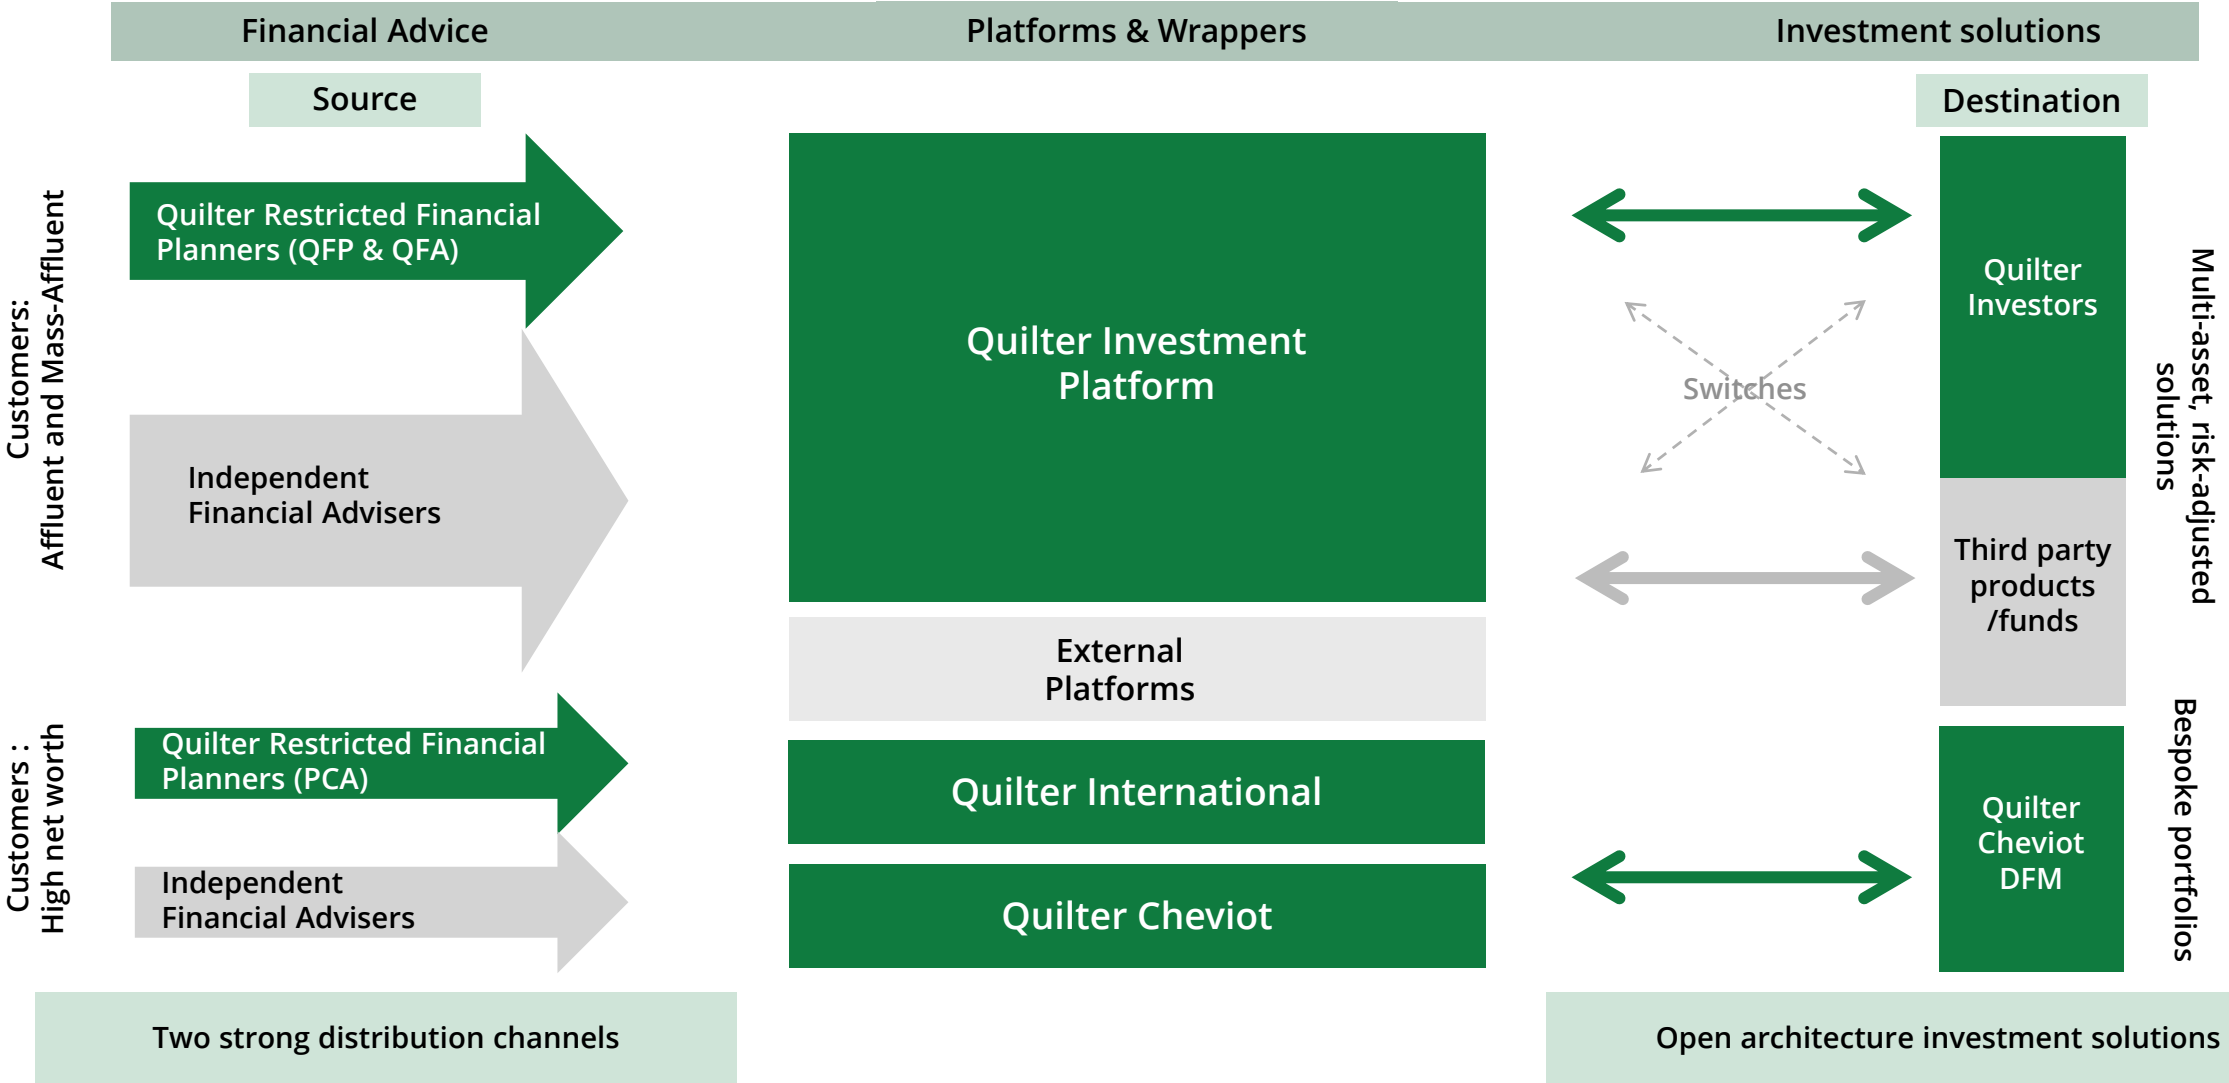 Financial Advice
Platforms & Wrappers
Investment solutions
Source
Destination
Customers:
Affluent and Mass-Affluent
Quilter Restricted Financial
Planners (QFP & QFA)
Independent
Financial Advisers
Customers :
High net worth
Quilter Restricted Financial
Planners (PCA)
Independent
Financial Advisers
Quilter Investment
Platform
External
Platforms
Quilter International
Quilter Cheviot
Switches
Quilter
Investors
Third party
products
/funds
Quilter
Cheviot
DFM
Multi-asset, risk-adjusted
solutions
Bespoke portfolios
Two strong distribution channels
Open architecture investment solutions